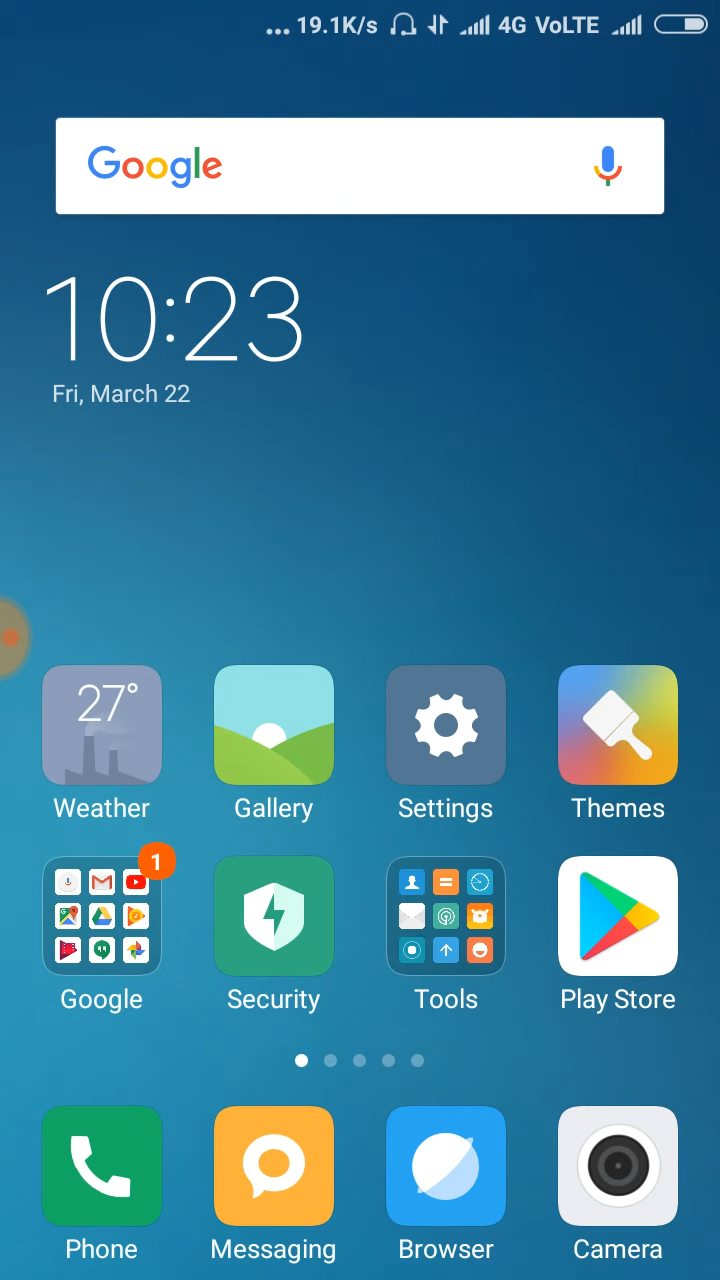 ... 19.1K/s 4G VoLTE
Google
10:23
Fri, March 22
27°
Weather Gallery Settings Themes
1
Google Security Tools Play Store
Phone Messaging Browser Camera